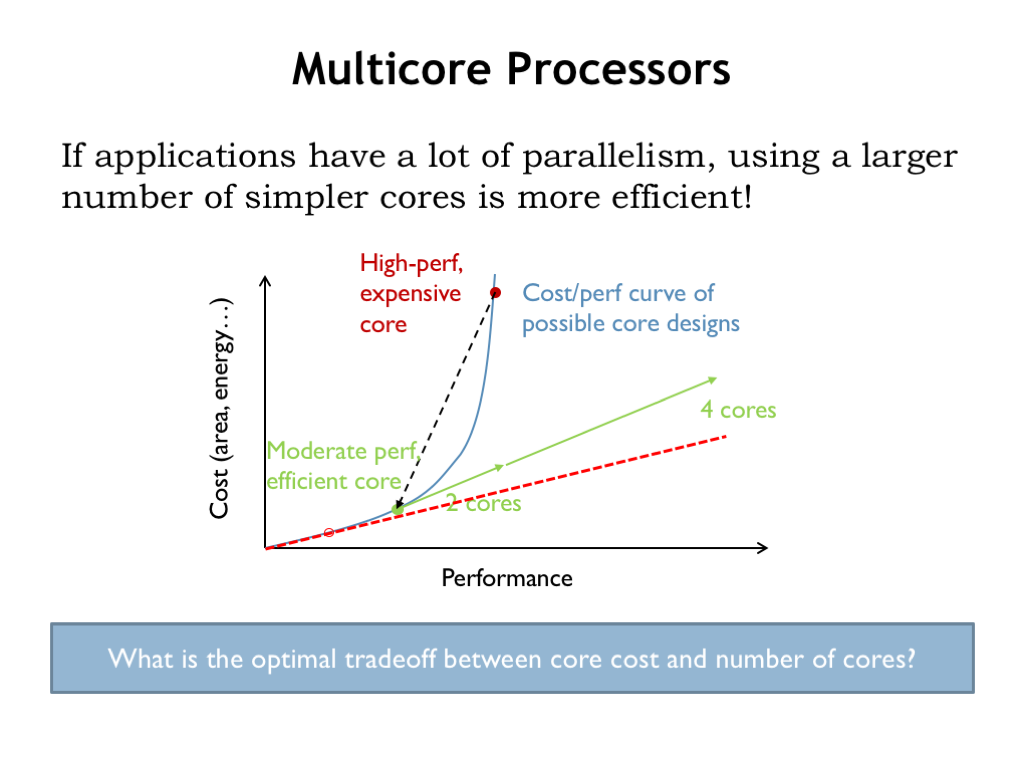 Multicore Processors
If applications have a lot of parallelism, using a larger
number of simpler cores is more efficient!
High-perf,
expensive
core
Cost/perf curve of
possible core designs
Cost (area, energy…)
4 cores
Moderate perf,
efficient core
2 cores
Performance
What is the optimal tradeoff between core cost and number of cores?